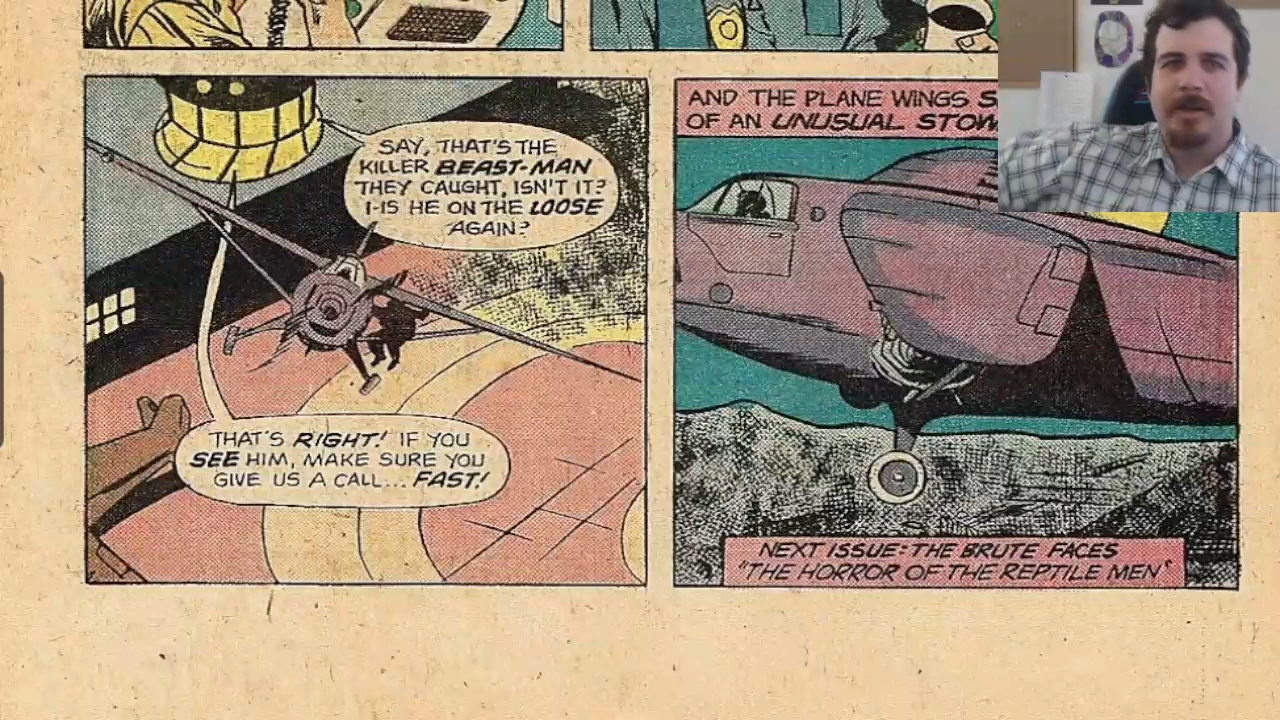 SAY, THAT'S THE
KILLER BEAST-MAN
THEY CAUGHT, ISN'T IT?
I-IS HE ON THE LOOSE
AGAIN?
THAT'S RIGHT! IF YOU
SEE HIM, MAKE SURE YOU
GIVE US A CALL... FAST!
AND THE PLANE WINGS
OF AN UNUSUAL
NEXT ISSUE: THE BRUTE FACES
"THE HORROR OF THE REPTILE MEN"